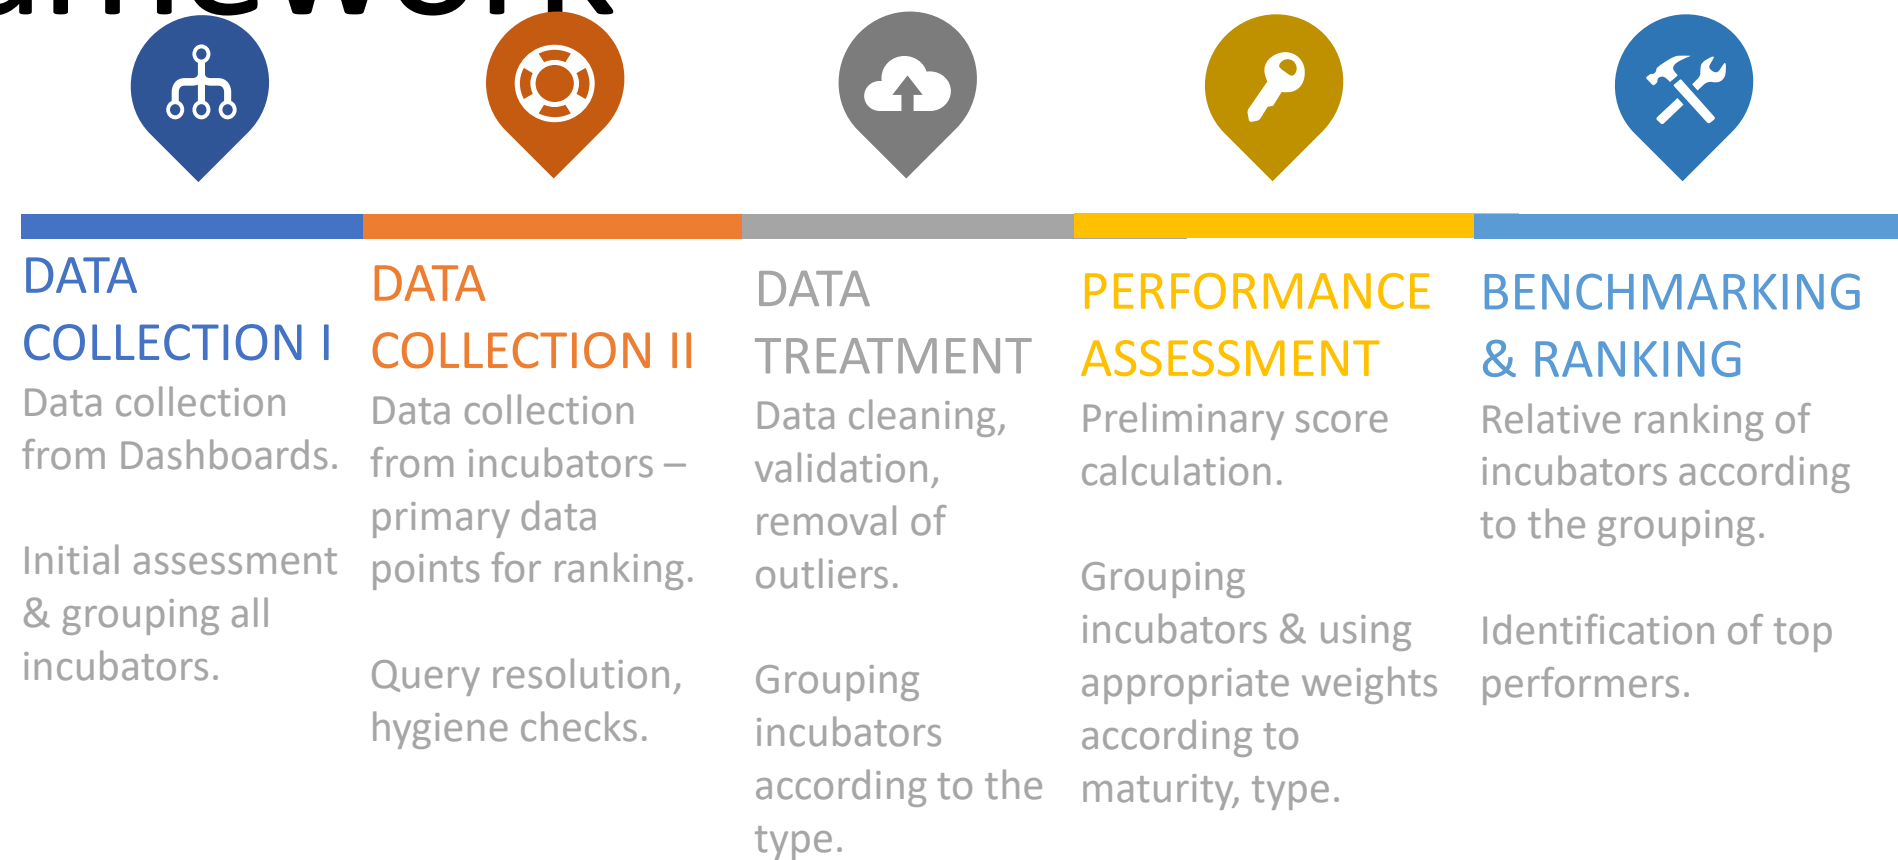 DATA
COLLECTION I
Data collection
from Dashboards.
Initial assessment
& grouping all
incubators.
DATA
COLLECTION II
Data collection
from incubators –
primary data
points for ranking.
Query resolution,
hygiene checks.
DATA
TREATMENT
Data cleaning,
validation,
removal of
outliers.
Grouping
incubators
according to the
type.
PERFORMANCE
ASSESSMENT
Preliminary score
calculation.
Grouping
incubators & using
appropriate weights
according to
maturity, type.
BENCHMARKING
& RANKING
Relative ranking of
incubators according
to the grouping.
Identification of top
performers.